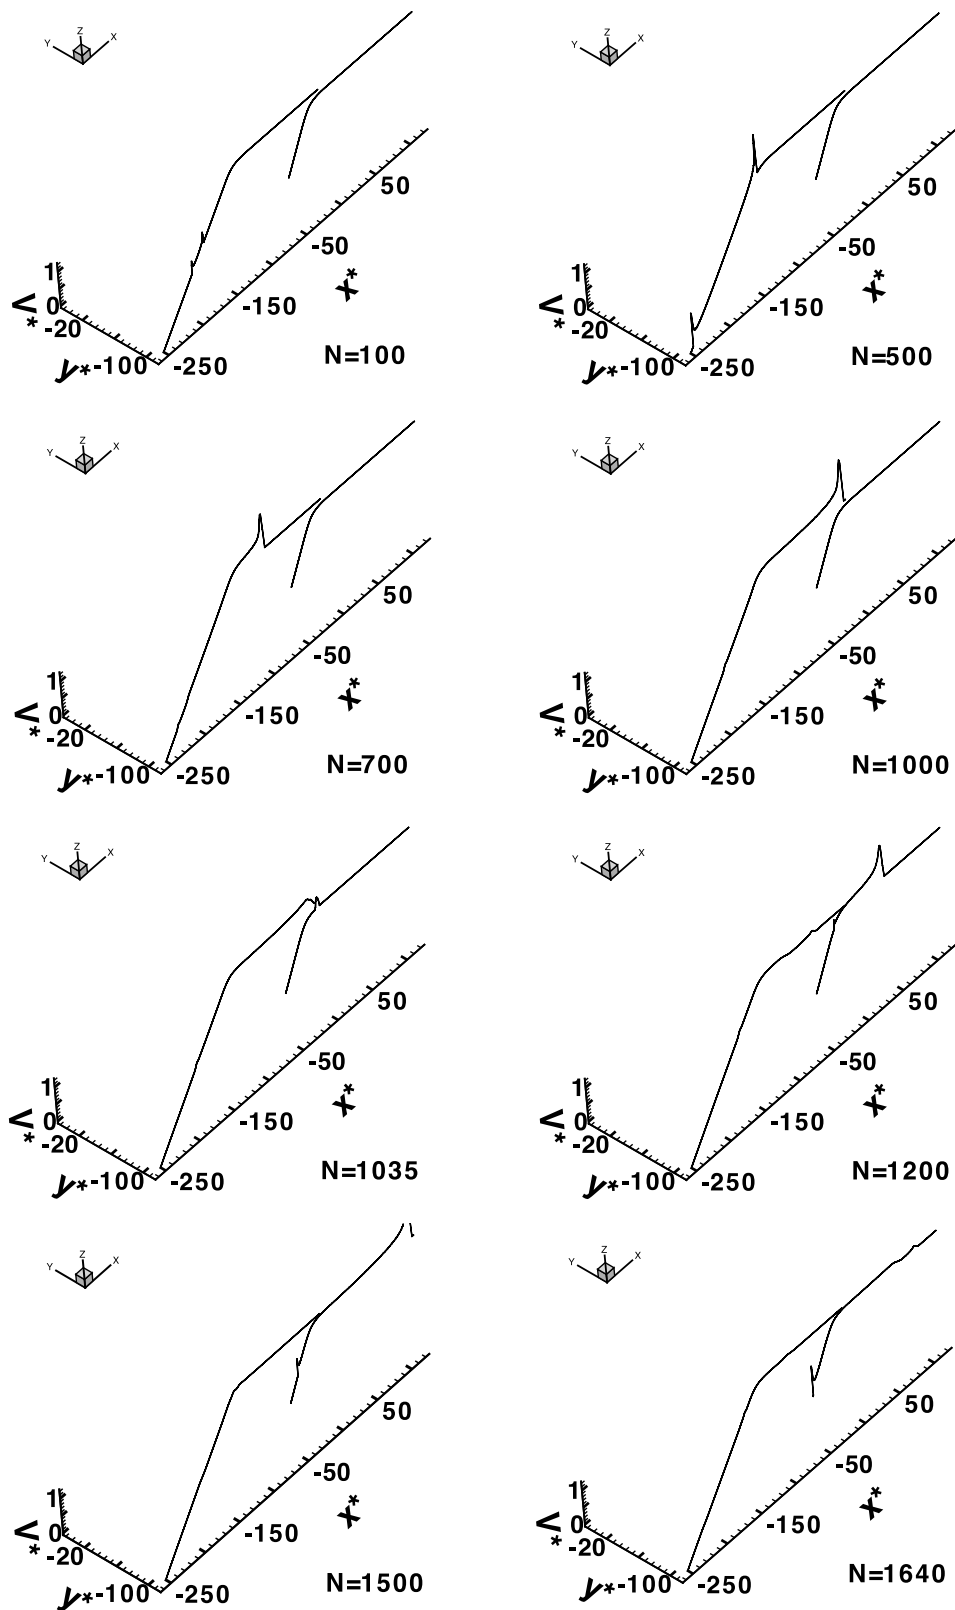 Z
Y X
50
-50
1
X*
V* 0
-150
-20
y* -100 -250
N=100
Z
Y X
50
-50
1
X*
V* 0
-150
-20
y* -100 -250
N=500
Z
Y X
50
-50
1
X*
V* 0
-150
-20
y* -100 -250
N=700
Z
Y X
50
-50
1
X*
V* 0
-150
-20
y* -100 -250
N=1000
Z
Y X
50
-50
1
X*
V* 0
-150
-20
y* -100 -250
N=1035
Z
Y X
50
-50
1
X*
V* 0
-150
-20
y* -100 -250
N=1200
Z
Y X
50
-50
1
X*
V* 0
-150
-20
y* -100 -250
N=1500
Z
Y X
50
-50
1
X*
V* 0
-150
-20
y* -100 -250
N=1640